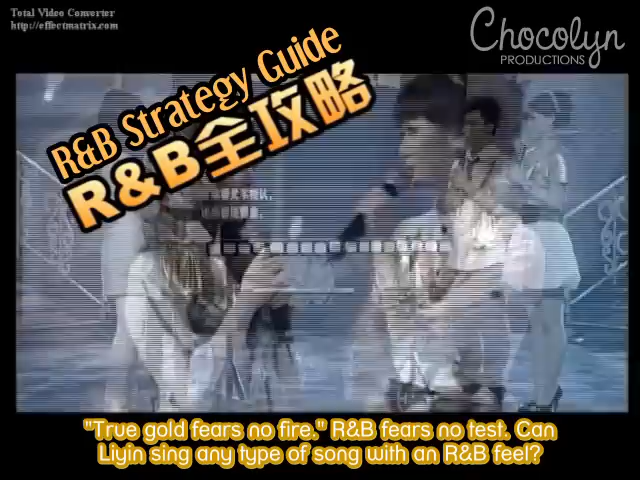 Total Video Converter
http://effectmatrix.com
Chocolyn
PRODUCTIONS
R&B Strategy Guide
R&B全攻略
"True gold fears no fire." R&B fears no test. Can
Liyin sing any type of song with an R&B feel?